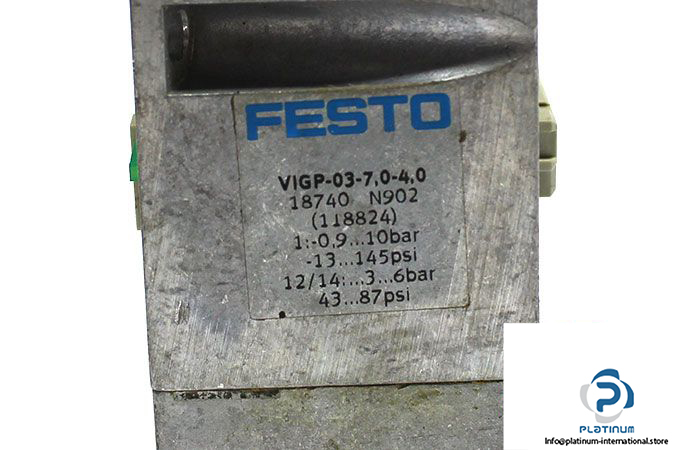 FESTO
VIGP-03-7,0-4,0
18740 N902
(118824)
1:-0,9...10bar
-13...145psi
12/14:...3...6bar
43...87psi
PLATINUM
Info@platinum-international.store